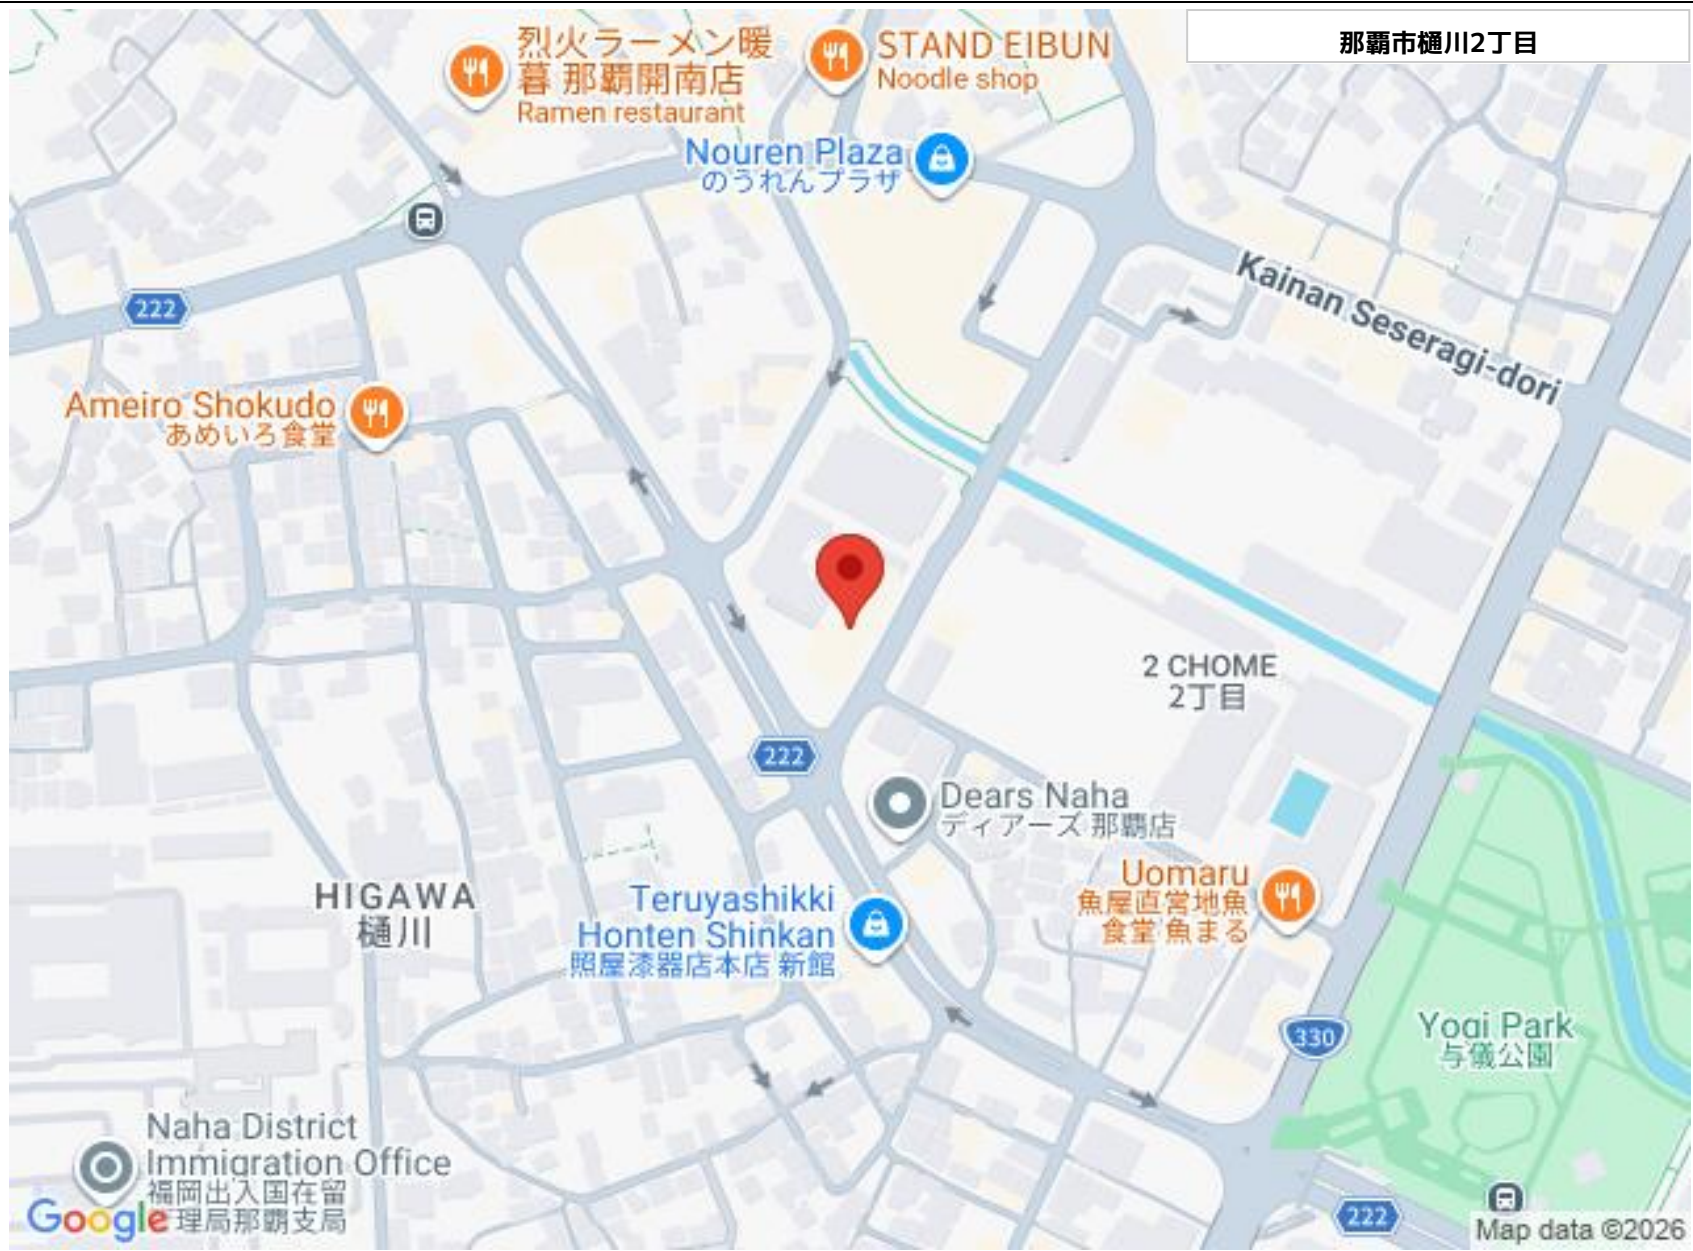 那覇市樋川2丁目
烈火ラーメン暖
暮 那覇開南店
Ramen restaurant
STAND EIBUN
Noodle shop
Nouren Plaza
のうれんプラザ
Kainan Seseragi-dori
222
Ameiro Shokudo
あめいろ食堂
2 CHOME
2丁目
222
Dears Naha
ディアーズ 那覇店
Uomaru
魚屋直営地魚
食堂 魚まる
HIGAWA
樋川
Teruyashikki
Honten Shinkan
照屋漆器店本店 新館
330
Yogi Park
与儀公園
Naha District
Immigration Office
福岡出入国在留
理局那覇支局
Google
222
Map data ©2026